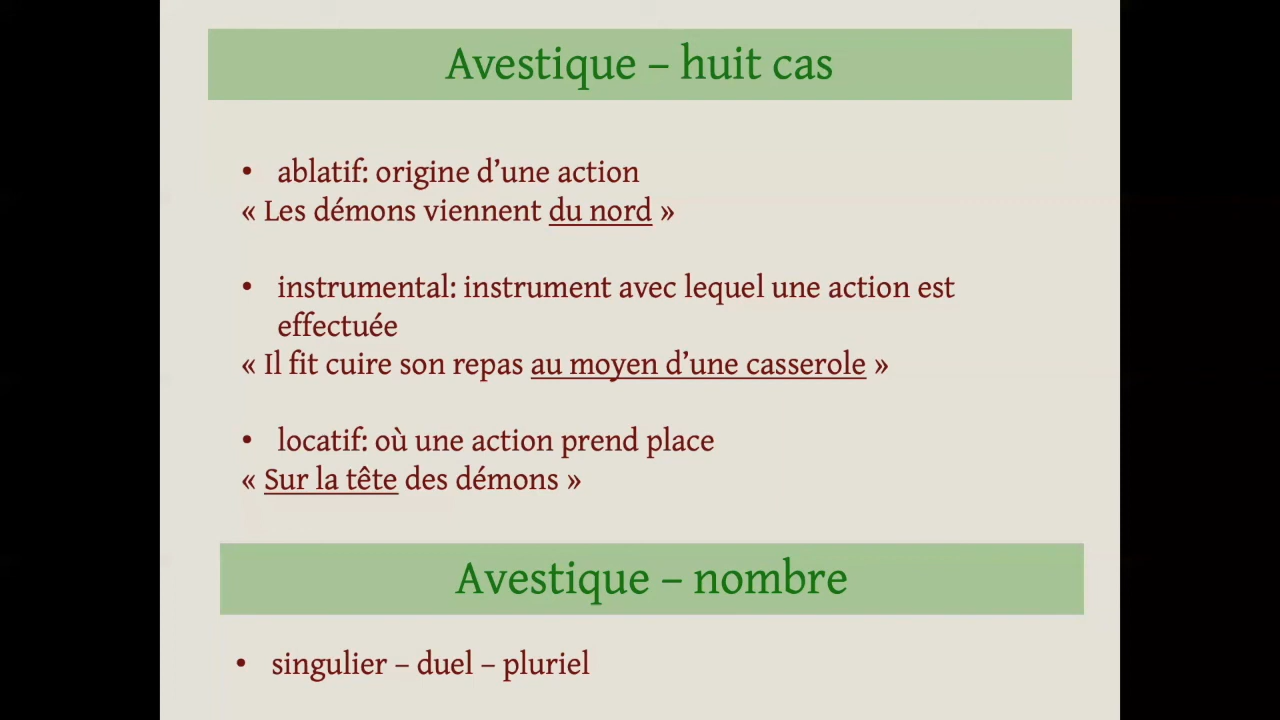 Avestique – huit cas
• ablatif: origine d’une action
« Les démons viennent du nord »
• instrumental: instrument avec lequel une action est
effectuée
« Il fit cuire son repas au moyen d’une casserole »
• locatif: où une action prend place
« Sur la tête des démons »
Avestique – nombre
• singulier – duel – pluriel